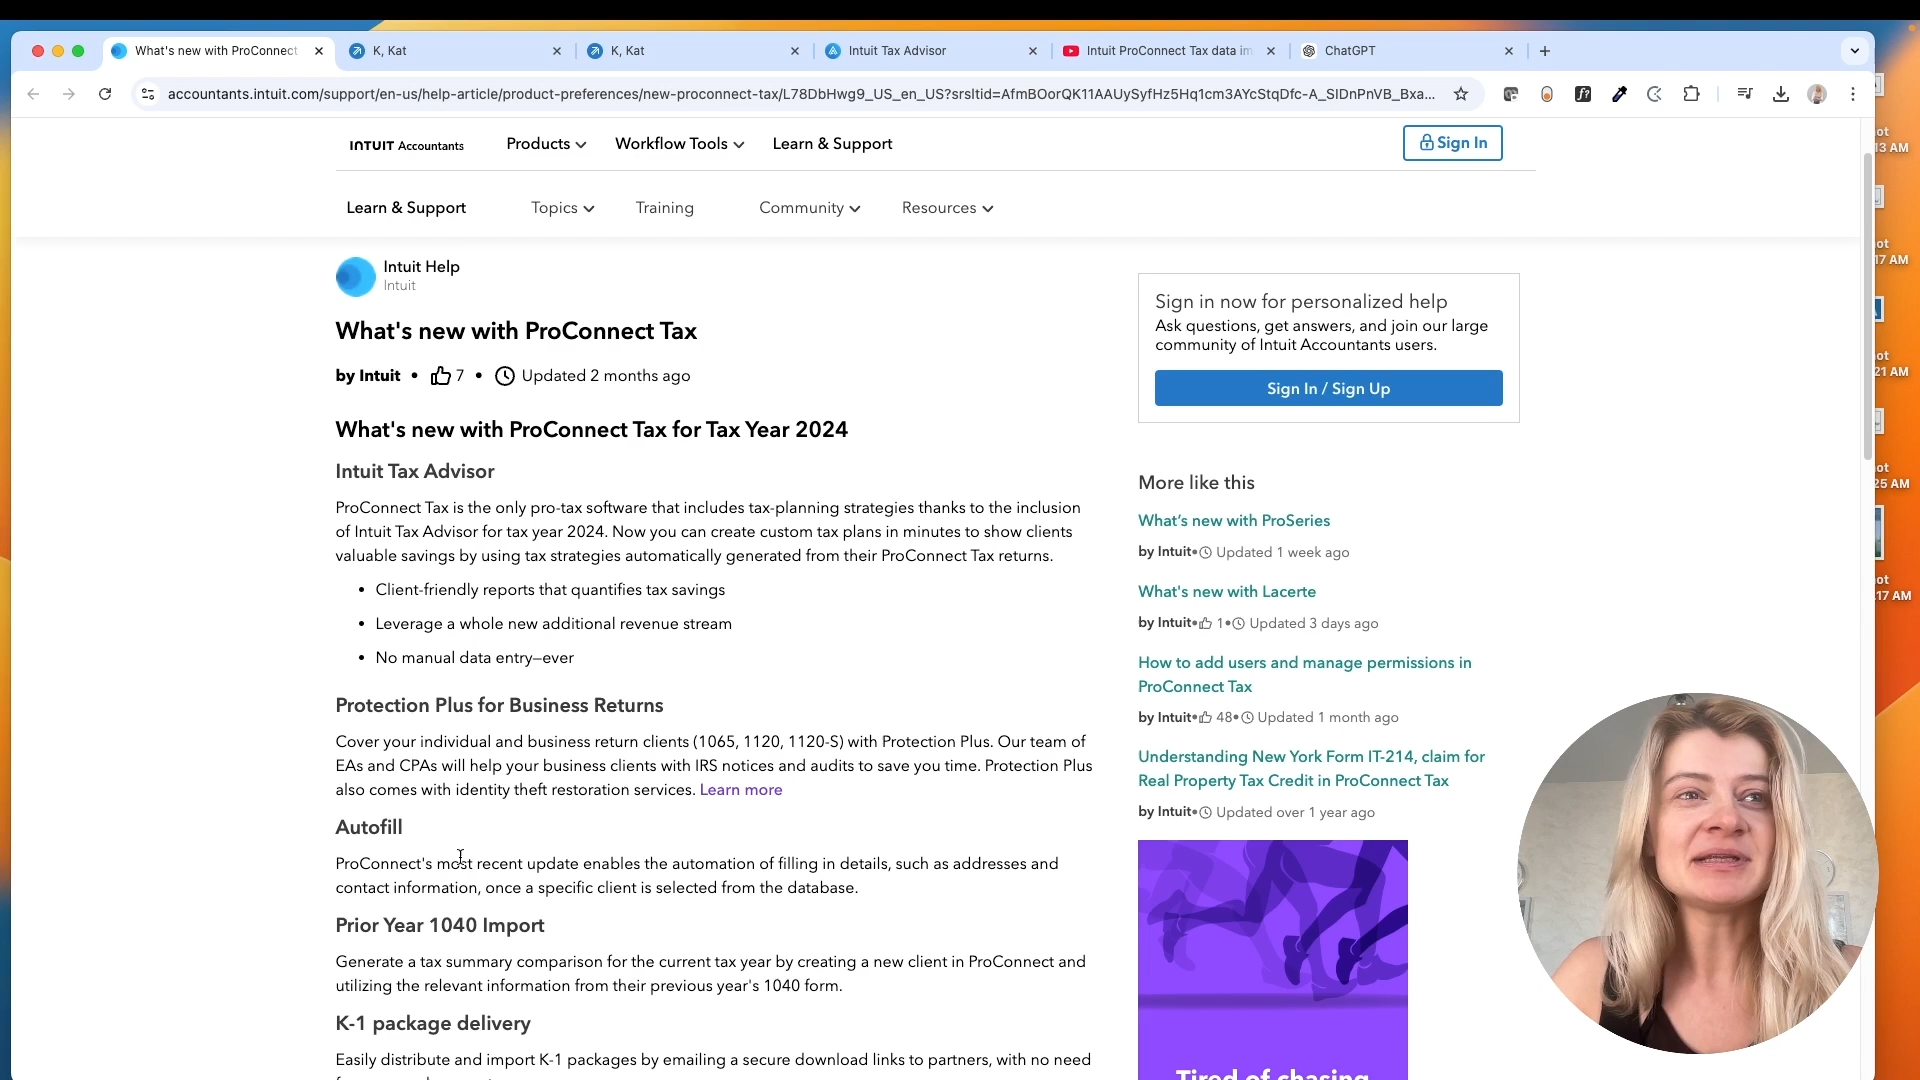 What's new with ProConnect
K, Kat
K, Kat
Intuit Tax Advisor
Intuit ProConnect Tax data im
ChatGPT
accountants.intuit.com/support/en-us/help-article/product-preferences/new-proconnect-tax/L78DbHwg9_US_en_US?srsltid=AfmBOorQK11AAUySyfHz5Hq1cm3AYcStqDfc-A_SIDnPnVB_Bxa...
INTUIT Accountants
Products
Workflow Tools
Learn & Support
Sign In
Learn & Support
Topics
Training
Community
Resources
Intuit Help
Intuit
What's new with ProConnect Tax
by Intuit • 7 • Updated 2 months ago
What's new with ProConnect Tax for Tax Year 2024
Intuit Tax Advisor
ProConnect Tax is the only pro-tax software that includes tax-planning strategies thanks to the inclusion
of Intuit Tax Advisor for tax year 2024. Now you can create custom tax plans in minutes to show clients
valuable savings by using tax strategies automatically generated from their ProConnect Tax returns.
• Client-friendly reports that quantifies tax savings
• Leverage a whole new additional revenue stream
• No manual data entry—ever
Protection Plus for Business Returns
Cover your individual and business return clients (1065, 1120, 1120-S) with Protection Plus. Our team of
EAs and CPAs will help your business clients with IRS notices and audits to save you time. Protection Plus
also comes with identity theft restoration services. Learn more
Autofill
ProConnect's most recent update enables the automation of filling in details, such as addresses and
contact information, once a specific client is selected from the database.
Prior Year 1040 Import
Generate a tax summary comparison for the current tax year by creating a new client in ProConnect and
utilizing the relevant information from their previous year's 1040 form.
K-1 package delivery
Easily distribute and import K-1 packages by emailing a secure download links to partners, with no need
Sign in now for personalized help
Ask questions, get answers, and join our large
community of Intuit Accountants users.
Sign In / Sign Up
More like this
What's new with ProSeries
by Intuit• Updated 1 week ago
What's new with Lacerte
by Intuit• 1• Updated 3 days ago
How to add users and manage permissions in
ProConnect Tax
by Intuit• 48• Updated 1 month ago
Understanding New York Form IT-214, claim for
Real Property Tax Credit in ProConnect Tax
by Intuit• Updated over 1 year ago
Tired of chasing
ot
13 AM
ot
17 AM
ot
21 AM
ot
25 AM
ot
17 AM